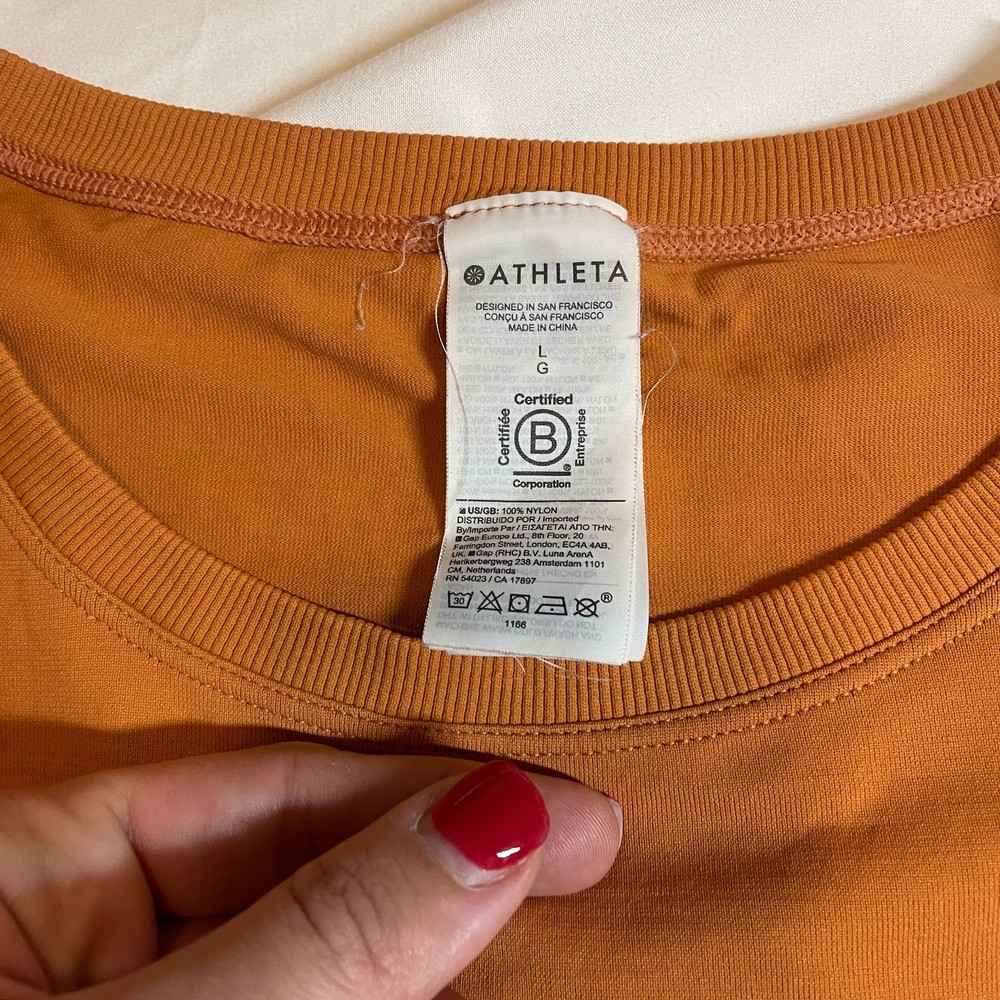 ATHLETA
DESIGNED IN SAN FRANCISCO
CONÇU À SAN FRANCISCO
MADE IN CHINA
L
G
Certified
Certifiée
B
Entreprise
®
Corporation
US/GB: 100% NYLON
DISTRIBUIDO POR / Imported
By/Importe Par / ΕΙΣΑΓΕΤΑΙ ΑΠΟ ΤΗΝ:
Gap Europe Ltd., 8th Floor, 20
Farringdon Street, London, EC4A 4AB,
UK. Gap (RHC) B.V. Luna ArenA
Herikerbergweg 238 Amsterdam 1101
CM, Netherlands
RN 54023 / CA 17897
30 ®
1166